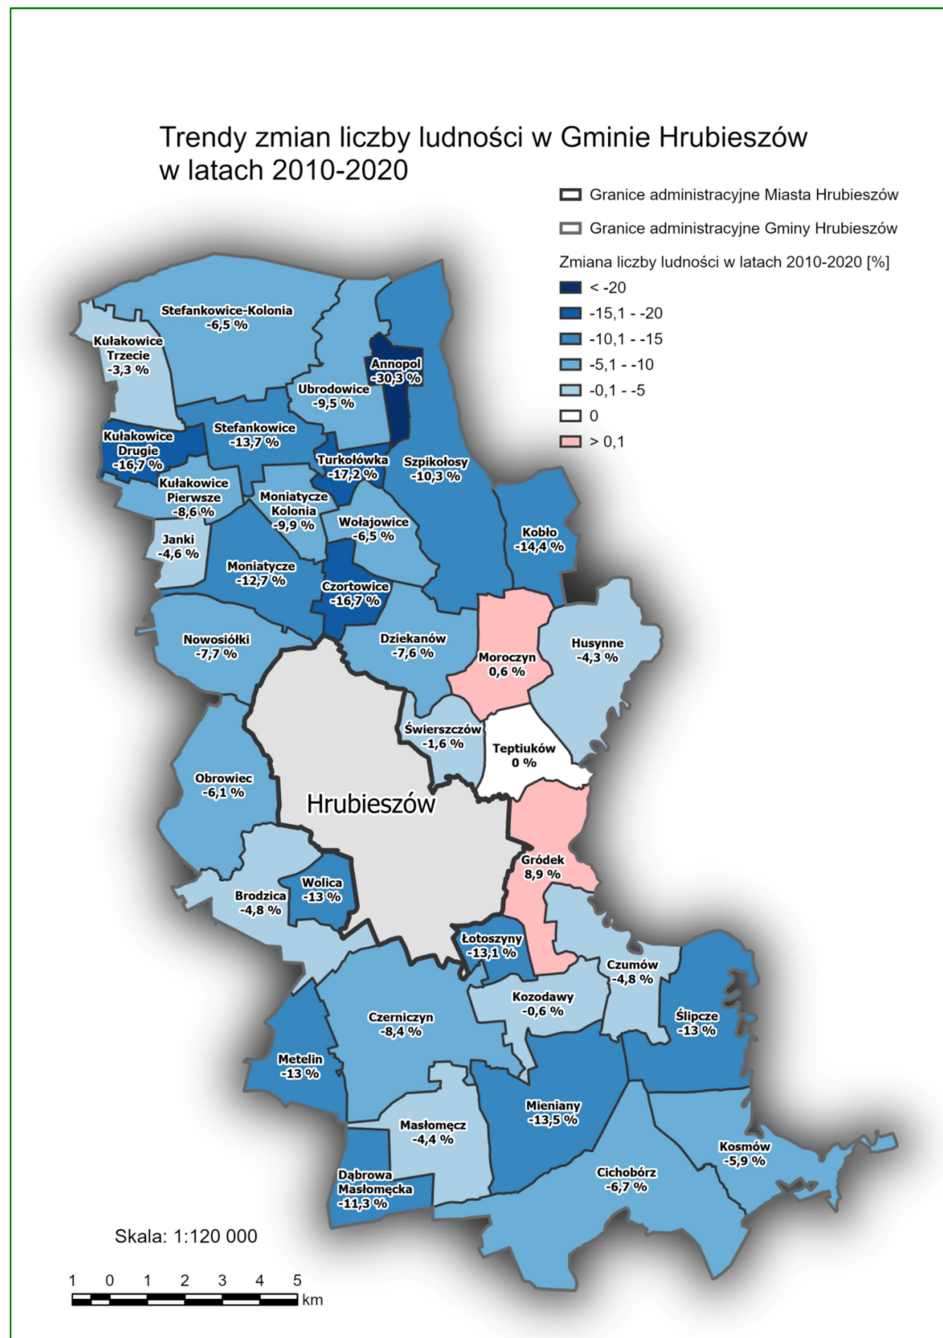 Trendy zmian liczby ludności w Gminie Hrubieszów
w latach 2010-2020
Granice administracyjne Miasta Hrubieszów
Granice administracyjne Gminy Hrubieszów
Zmiana liczby ludności w latach 2010-2020 [%]
< -20
-15,1 - -20
-10,1 - -15
-5,1 - -10
-0,1 - -5
0
> 0,1
Stefankowice-Kolonia
-6,5 %
Kułakowice
Trzecie
-3,3 %
Annopol
-30,3 %
Ubrodowice
-9,5 %
Stefankowice
-13,7 %
Kułakowice
Drugie
-16,7 %
Turkołówka
-17,2 %
Szpikołosy
-10,3 %
Kułakowice
Pierwsze
-8,6 %
Moniatycze
Kolonia
-9,9 %
Wołajowice
-6,5 %
Kobło
-14,4 %
Janki
-4,6 %
Moniatycze
-12,7 %
Czortowice
-16,7 %
Nowosiółki
-7,7 %
Dziekanów
-7,6 %
Moroczyn
0,6 %
Husynne
-4,3 %
Świerszczów
-1,6 %
Teptiuków
0 %
Obrowiec
-6,1 %
Hrubieszów
Gródek
8,9 %
Wolica
-13 %
Brodzica
-4,8 %
Łotoszyny
-13,1 %
Czumów
-4,8 %
Kozodawy
-0,6 %
Ślipcze
-13 %
Czerniczyn
-8,4 %
Metelin
-13 %
Mieniany
-13,5 %
Masłomęcz
-4,4 %
Kosmów
-5,9 %
Cichobórz
-6,7 %
Dąbrowa
Masłomęcka
-11,3 %
Skala: 1:120 000
1 0 1 2 3 4 5
km